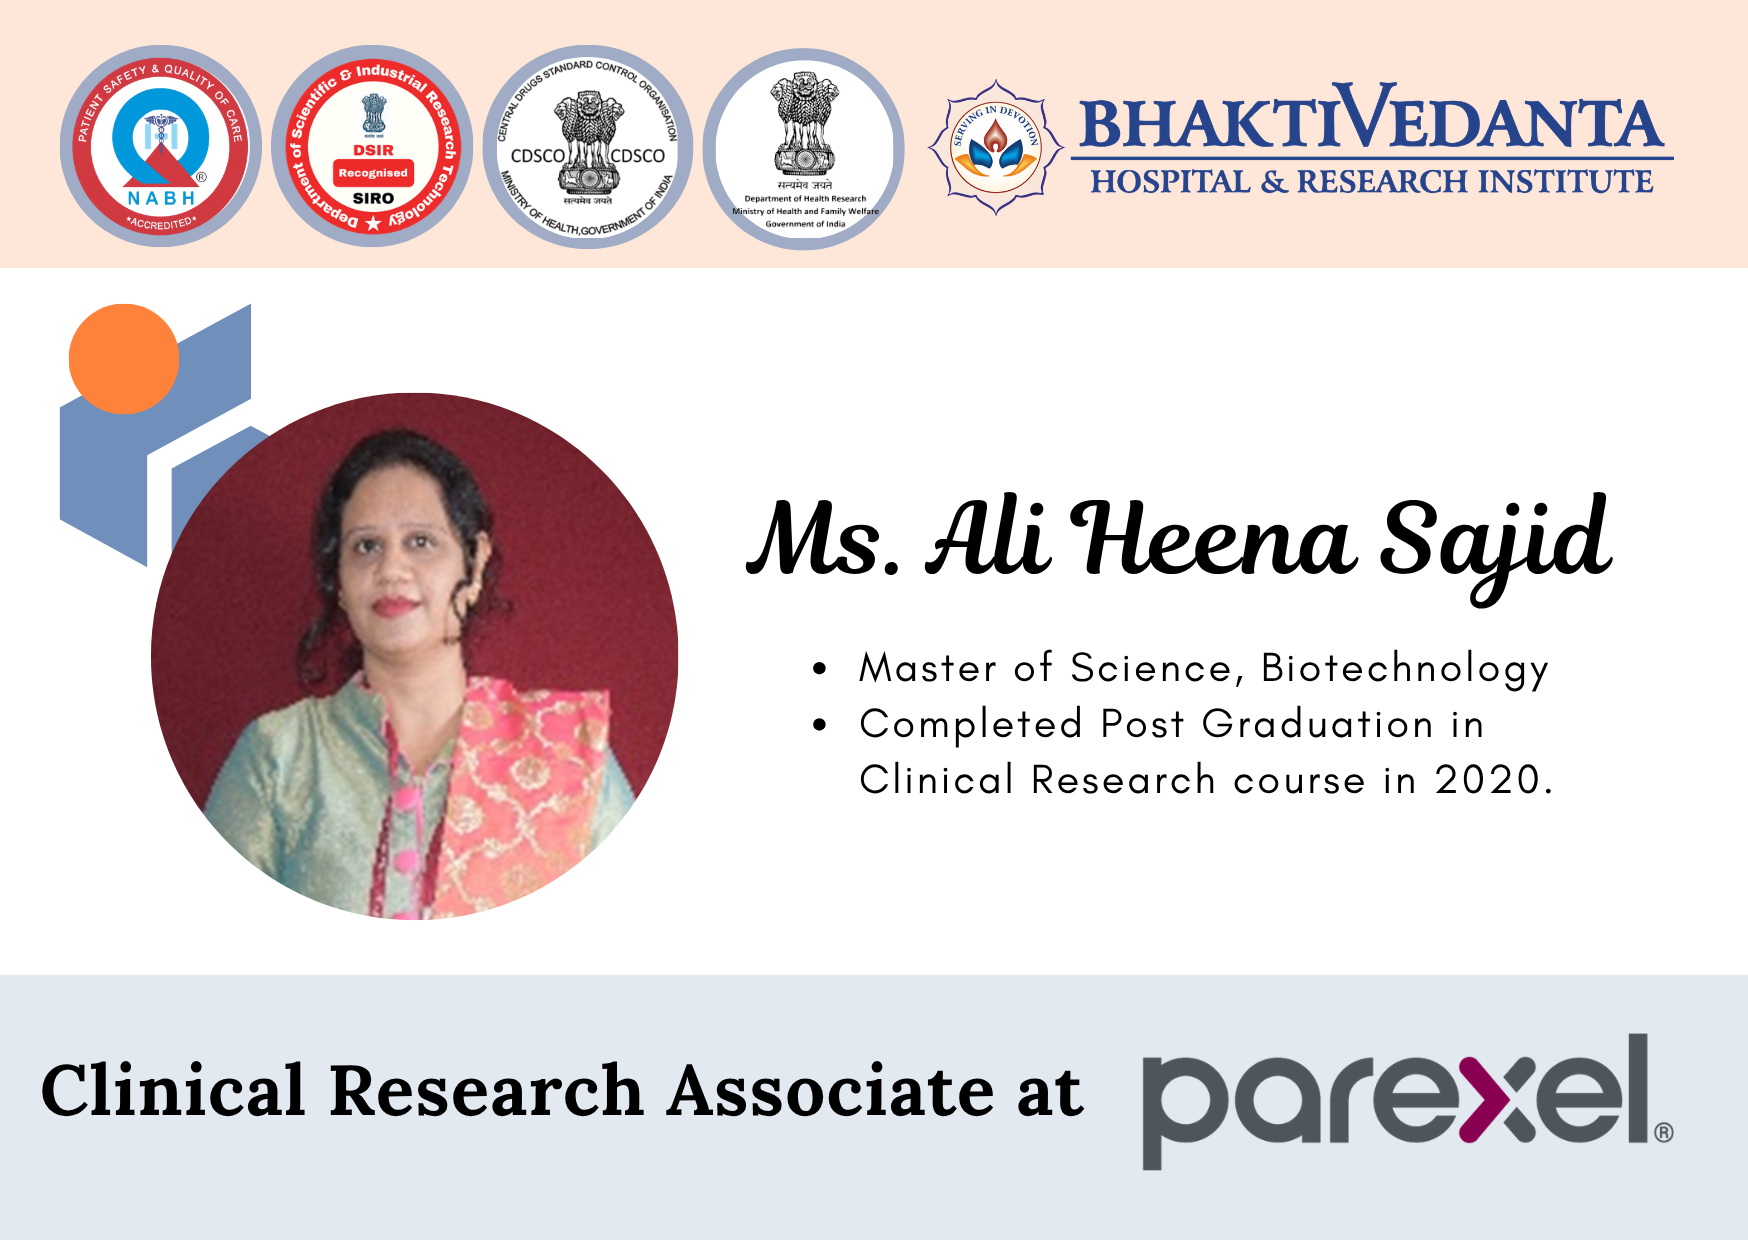 PATIENT SAFETY & QUALITY OF CARE
®
NABH
*ACCREDITED*
Department of Scientific & Industrial Research Technology
DSIR
Recognised
SIRO
CENTRAL DRUGS STANDARD CONTROL ORGANISATION
CDSCO CDSCO
सत्यमेव जयते
MINISTRY OF HEALTH,GOVERNMENT OF INDIA
सत्यमेव जयते
Department of Health Research
Ministry of Health and Family Welfare
Government of India
SERVING IN DEVOTION
BHAKTIVEDANTA
HOSPITAL & RESEARCH INSTITUTE
Ms. Ali Heena Sajid
• Master of Science, Biotechnology
• Completed Post Graduation in
Clinical Research course in 2020.
Clinical Research Associate at
parexel®